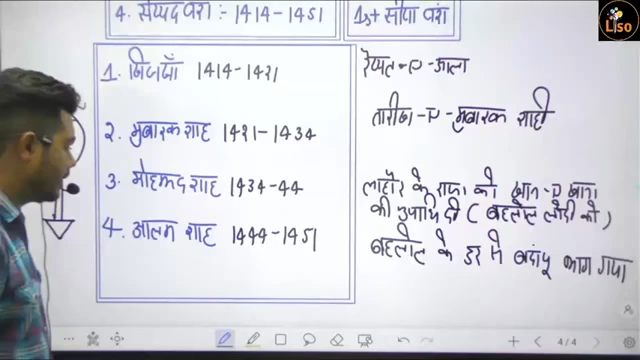 4. सय्यद वंश :- 1414-1451
1st सीया वंश
Liso
1. खिज्रखाँ 1414-1421
2. मुबारक शाह 1421-1434
3. मोहम्मद शाह 1434-44
4. आलम शाह 1444-1451
रैय्यत-ए-आला
तारीख-ए-मुबारक शाही
लाहौर के राजा को खान-ए-खाना
की उपाधि दी ( बहलोल लोदी को )
बहलोल के डर से बदांयू भाग गया
4/4